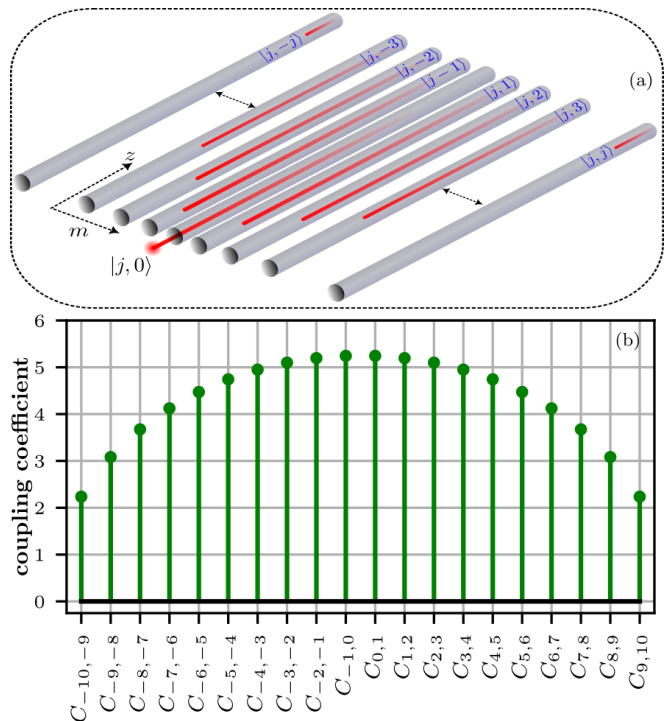 |j, −j⟩
|j, −3⟩
|j, −2⟩
|j − 1⟩
|j, 1⟩
|j, 2⟩
|j, 3⟩
|j, j⟩
(a)
z
m
|j, 0⟩
(b)
coupling coefficient
6
5
4
3
2
1
0
C−10,−9
C−9,−8
C−8,−7
C−7,−6
C−6,−5
C−5,−4
C−4,−3
C−3,−2
C−2,−1
C−1,0
C0,1
C1,2
C2,3
C3,4
C4,5
C5,6
C6,7
C7,8
C8,9
C9,10